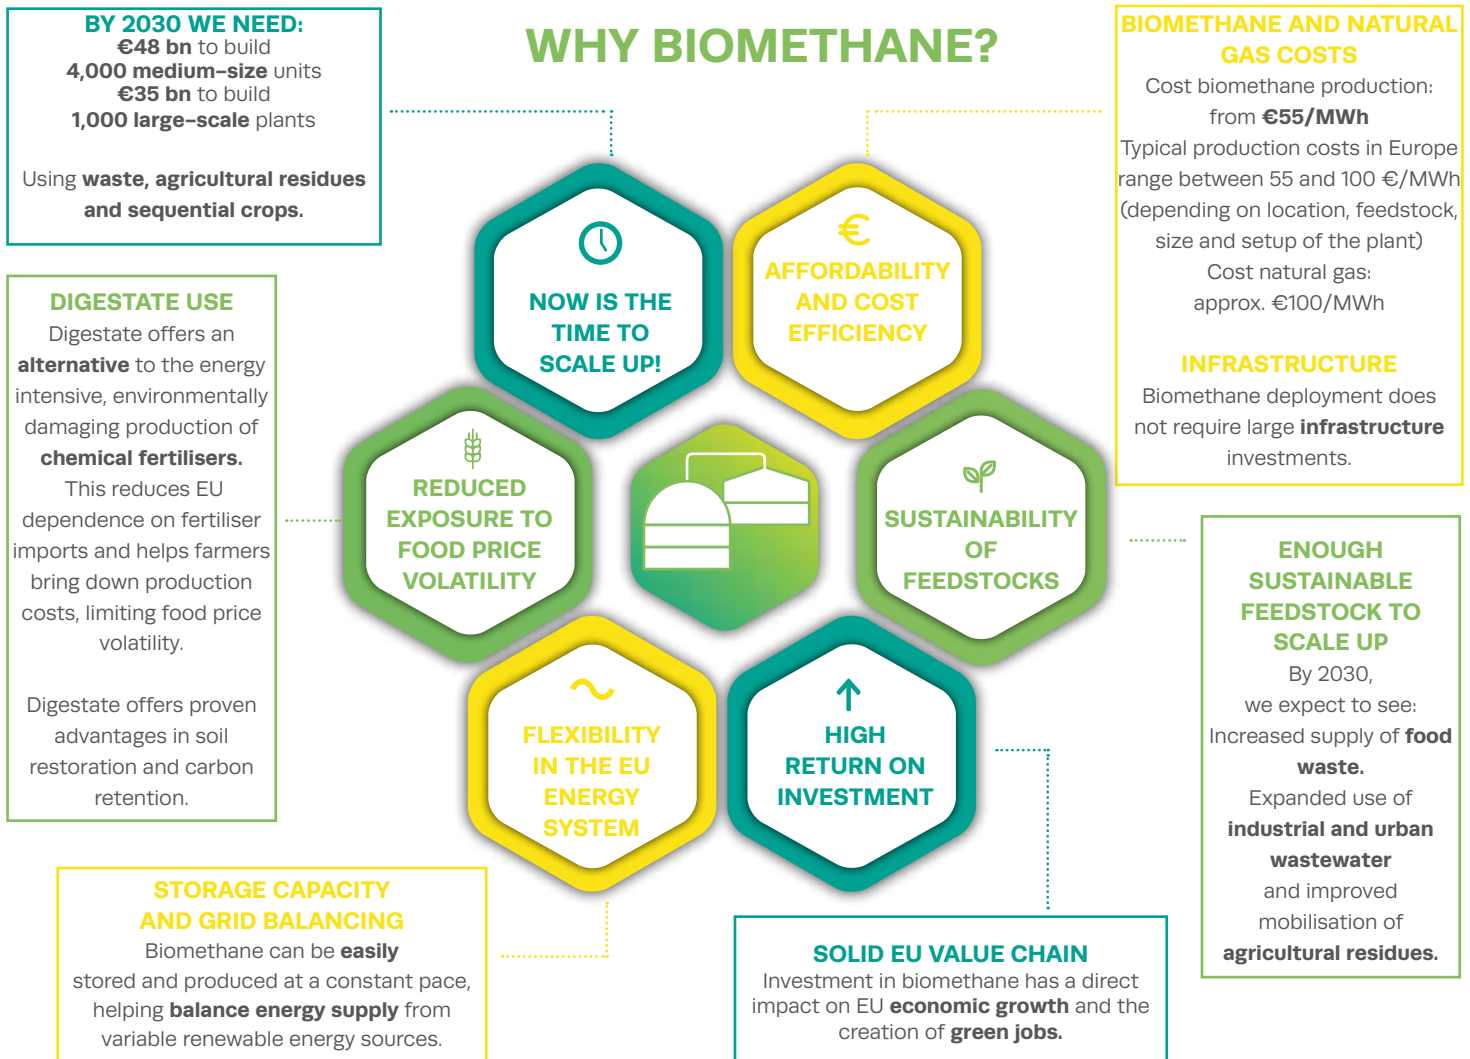 WHY BIOMETHANE?
BY 2030 WE NEED:
€48 bn to build
4,000 medium-size units
€35 bn to build
1,000 large-scale plants
Using waste, agricultural residues
and sequential crops.
BIOMETHANE AND NATURAL
GAS COSTS
Cost biomethane production:
from €55/MWh
Typical production costs in Europe
range between 55 and 100 €/MWh
(depending on location, feedstock,
size and setup of the plant)
Cost natural gas:
approx. €100/MWh
INFRASTRUCTURE
Biomethane deployment does
not require large infrastructure
investments.
NOW IS THE
TIME TO
SCALE UP!
€
AFFORDABILITY
AND COST
EFFICIENCY
DIGESTATE USE
Digestate offers an
alternative to the energy
intensive, environmentally
damaging production of
chemical fertilisers.
This reduces EU
dependence on fertiliser
imports and helps farmers
bring down production
costs, limiting food price
volatility.
Digestate offers proven
advantages in soil
restoration and carbon
retention.
REDUCED
EXPOSURE TO
FOOD PRICE
VOLATILITY
SUSTAINABILITY
OF
FEEDSTOCKS
ENOUGH
SUSTAINABLE
FEEDSTOCK TO
SCALE UP
By 2030,
we expect to see:
Increased supply of food
waste.
Expanded use of
industrial and urban
wastewater
and improved
mobilisation of
agricultural residues.
FLEXIBILITY
IN THE EU
ENERGY
SYSTEM
HIGH
RETURN ON
INVESTMENT
STORAGE CAPACITY
AND GRID BALANCING
Biomethane can be easily
stored and produced at a constant pace,
helping balance energy supply from
variable renewable energy sources.
SOLID EU VALUE CHAIN
Investment in biomethane has a direct
impact on EU economic growth and the
creation of green jobs.